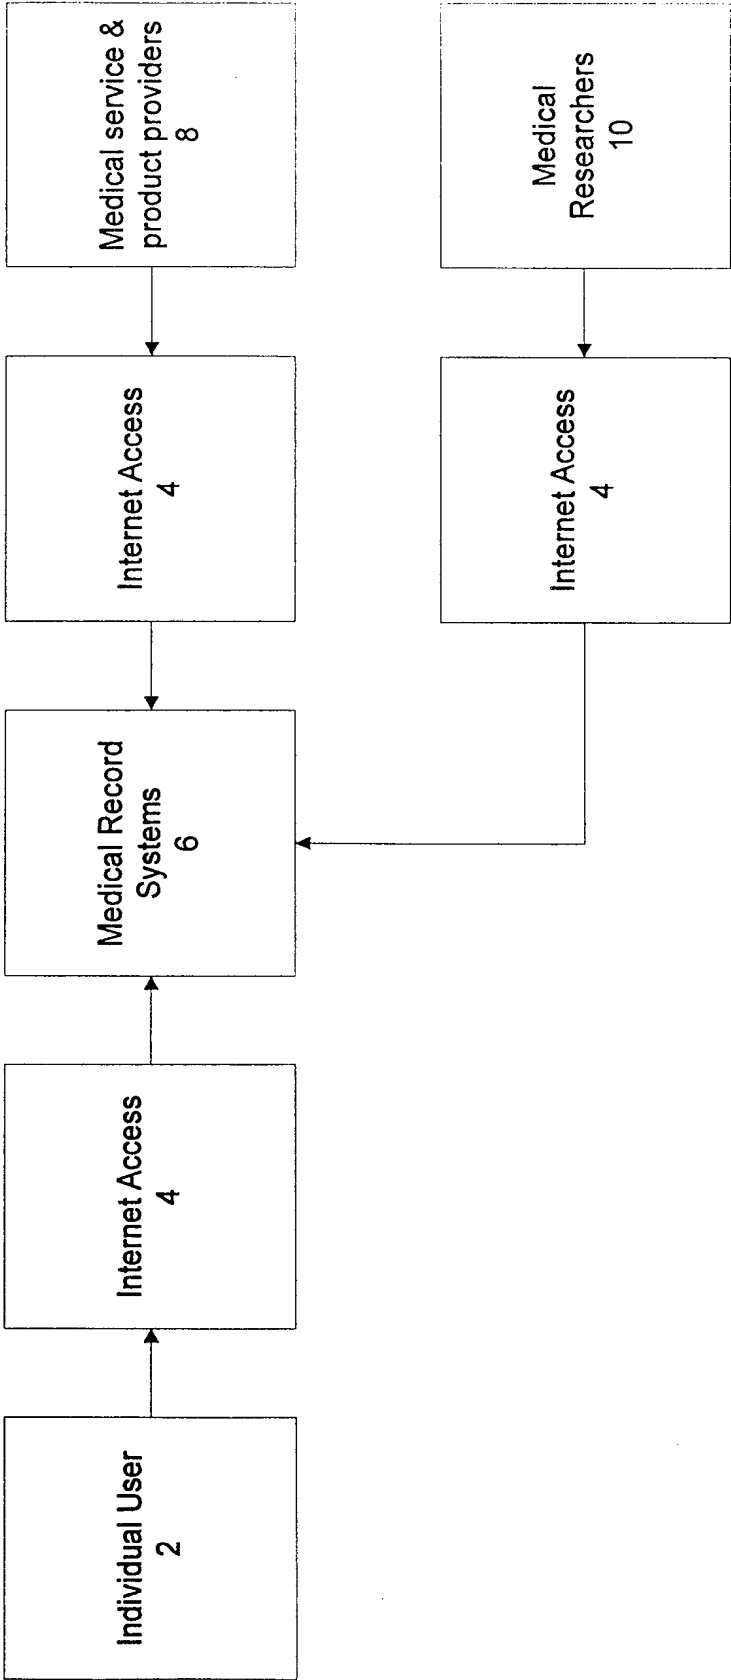 Individual User
2
Internet Access
4
Medical Record
Systems
6
Internet Access
4
Medical service &
product providers
8
Internet Access
4
Medical
Researchers
10